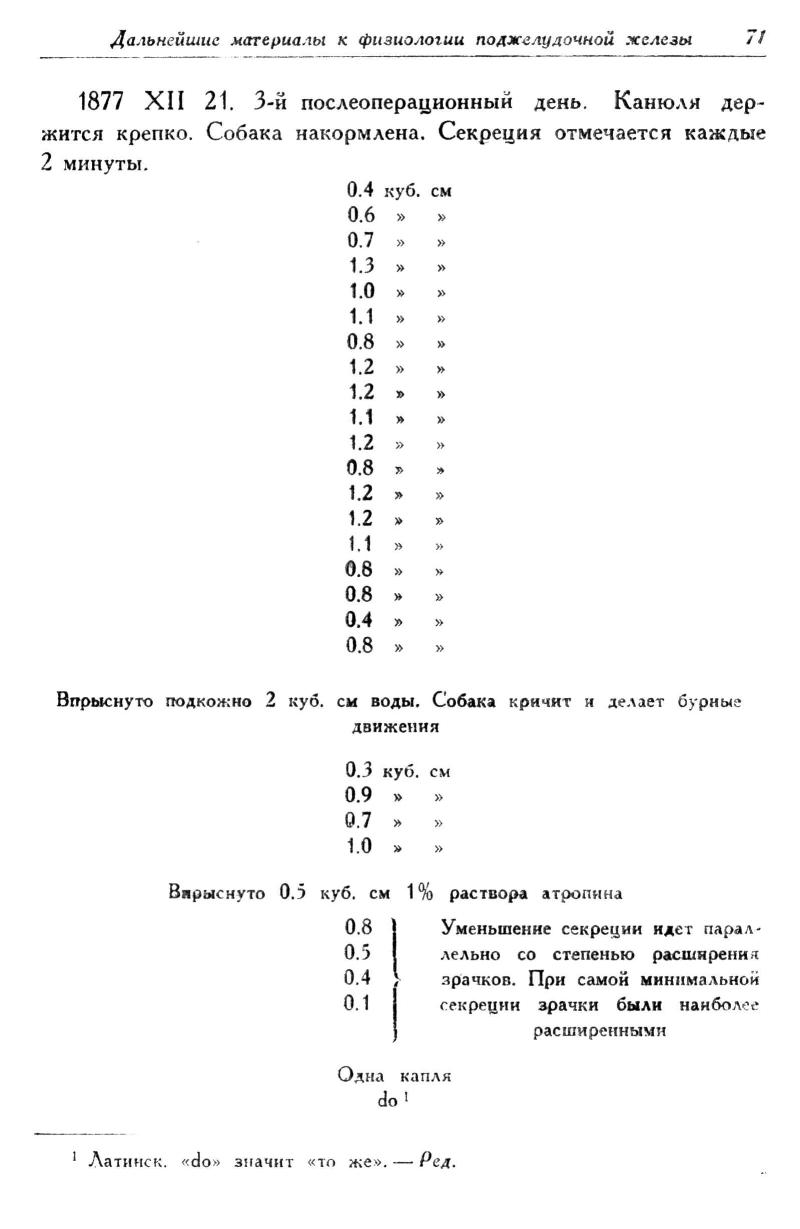 Дальнейшие материалы к физиологии поджелудочной железы 71
1877 XII 21. 3-й послеоперационный день. Канюля дер-
жится крепко. Собака накормлена. Секреция отмечается каждые
2 минуты.
0.4 куб. см
0.6 » »
0.7 » »
1.3 » »
1.0 » »
1.1 » »
0.8 » »
1.2 » »
1.2 » »
1.1 » »
1.2 » »
0.8 » »
1.2 » »
1.2 » »
1.1 » »
0.8 » »
0.8 » »
0.4 » »
0.8 » »
Впрыснуто подкожно 2 куб. см воды. Собака кричит и делает бурные
движения
0.3 куб. см
0.9 » »
0.7 » »
1.0 » »
Впрыснуто 0.5 куб. см 1% раствора атропина
0.8 } Уменьшение секреции идет парал-
0.5 лельно со степенью расширения
0.4 зрачков. При самой минимальной
0.1 секреции зрачки были наиболее
расширенными
Одна капля
do ¹
¹ Латинск. «do» значит «то же». — Ред.